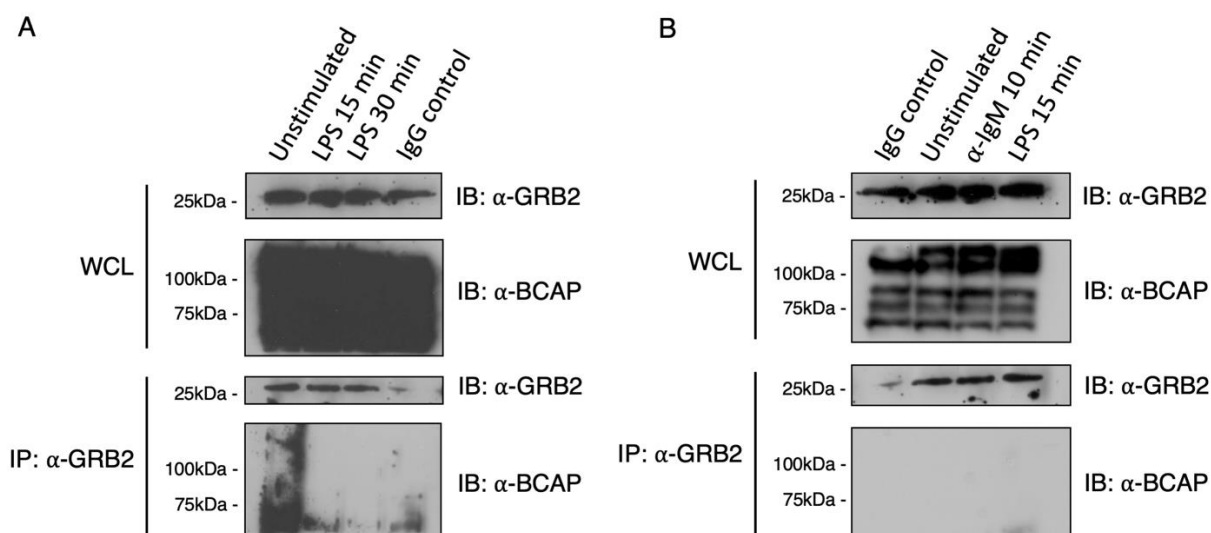 A
Unstimulated
LPS 15 min
LPS 30 min
IgG control
WCL
25kDa -
IB: α-GRB2
100kDa -
75kDa -
IB: α-BCAP
IP: α-GRB2
25kDa -
IB: α-GRB2
100kDa -
75kDa -
IB: α-BCAP
B
IgG control
Unstimulated
α-IgM 10 min
LPS 15 min
WCL
25kDa -
IB: α-GRB2
100kDa -
75kDa -
IB: α-BCAP
IP: α-GRB2
25kDa -
IB: α-GRB2
100kDa -
75kDa -
IB: α-BCAP